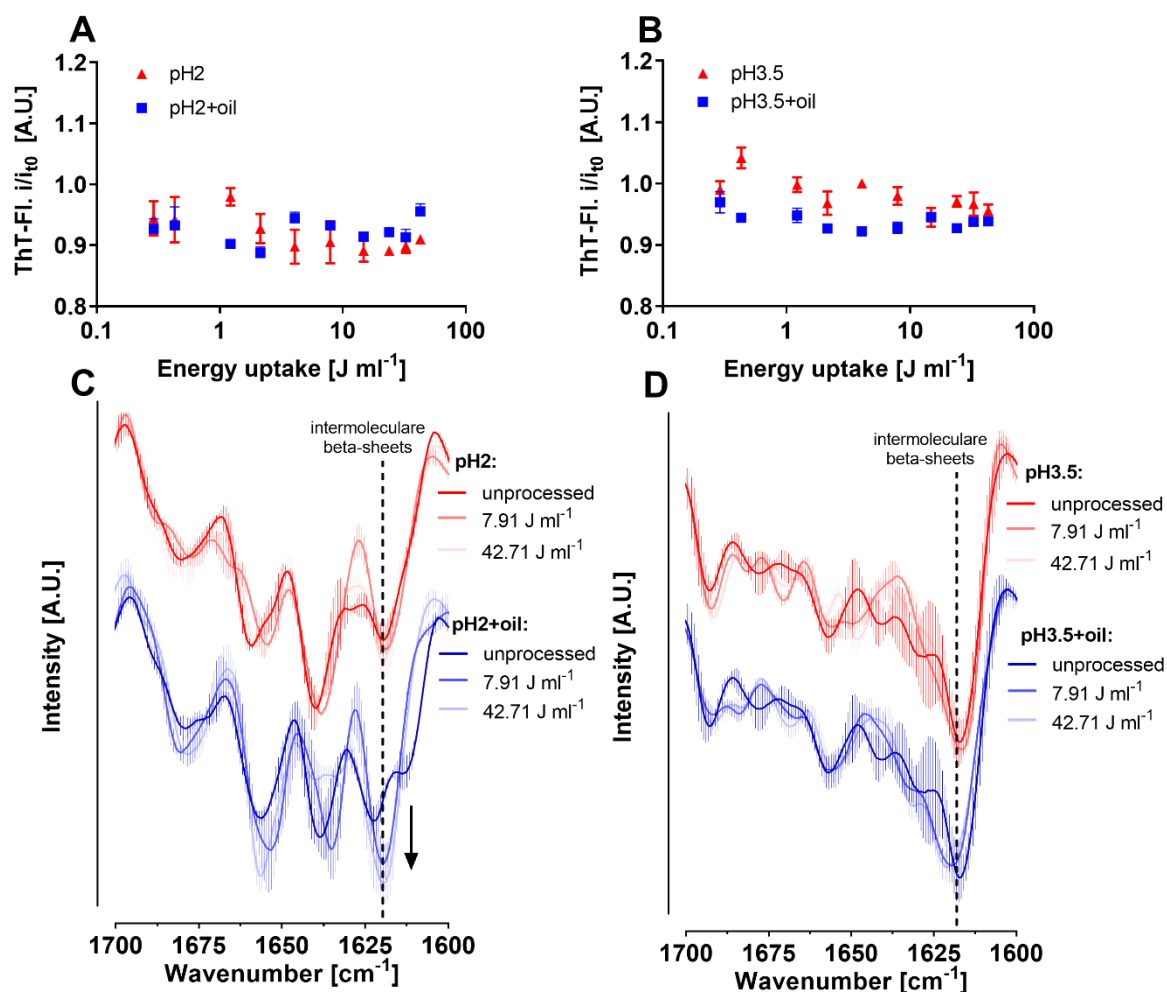 A
ThT-Fl. i/i_t0 [A.U.]
1.2
1.1
1.0
0.9
0.8
pH2
pH2+oil
0.1
1
10
100
Energy uptake [J ml⁻¹]
B
ThT-Fl. i/i_t0 [A.U.]
1.2
1.1
1.0
0.9
0.8
pH3.5
pH3.5+oil
0.1
1
10
100
Energy uptake [J ml⁻¹]
C
Intensity [A.U.]
intermoleculare
beta-sheets
pH2:
unprocessed
7.91 J ml⁻¹
42.71 J ml⁻¹
pH2+oil:
unprocessed
7.91 J ml⁻¹
42.71 J ml⁻¹
1700
1675
1650
1625
1600
Wavenumber [cm⁻¹]
D
Intensity [A.U.]
intermoleculare
beta-sheets
pH3.5:
unprocessed
7.91 J ml⁻¹
42.71 J ml⁻¹
pH3.5+oil:
unprocessed
7.91 J ml⁻¹
42.71 J ml⁻¹
1700
1675
1650
1625
1600
Wavenumber [cm⁻¹]